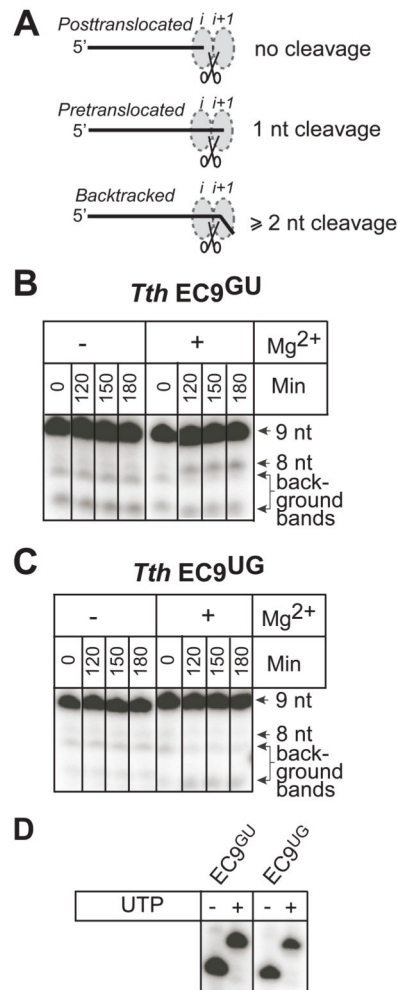 A
Posttranslocated i i+1
5' no cleavage
Pretranslocated i i+1
5' 1 nt cleavage
Backtracked i i+1
5' ⩾ 2 nt cleavage
B
Tth EC9GU
- + Mg2+
0 120 150 180 0 120 150 180 Min
9 nt
8 nt
back-
ground
bands
C
Tth EC9UG
- + Mg2+
0 120 150 180 0 120 150 180 Min
9 nt
8 nt
back-
ground
bands
D
EC9GU EC9UG
UTP - + - +